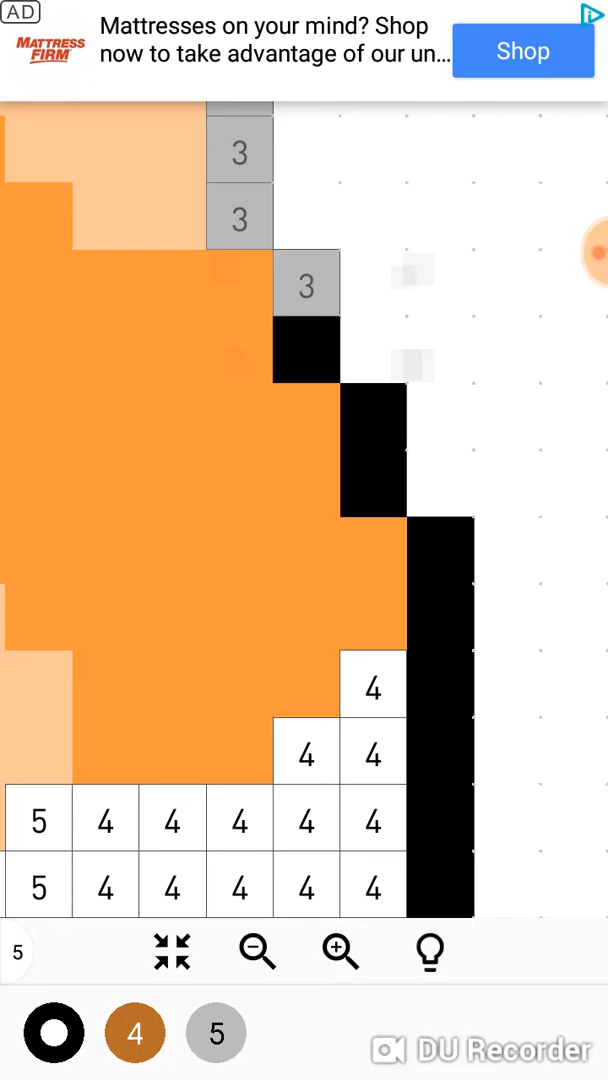 AD
Mattresses on your mind? Shop
now to take advantage of our un...
MATTRESS
FIRM
Shop
3
3
3
4
4 4
5 4 4 4 4 4
5 4 4 4 4 4
5
4 5
DU Recorder